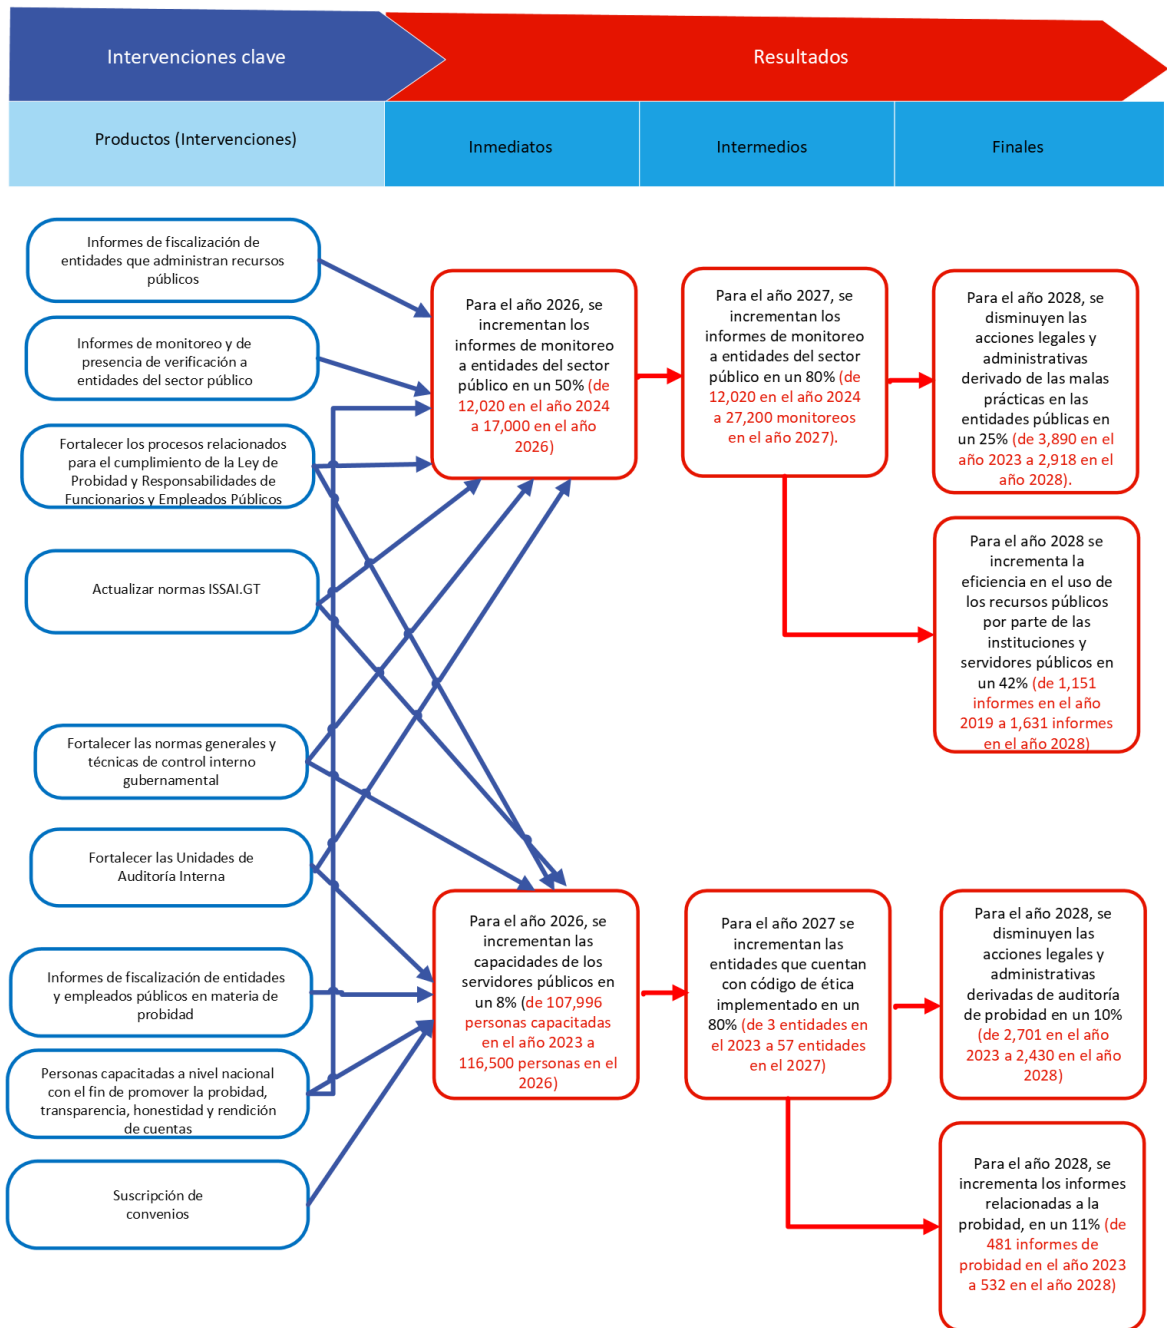 Intervenciones clave
Resultados
Productos (Intervenciones)
Inmediatos
Intermedios
Finales
Informes de fiscalización de
entidades que administran recursos
públicos
Informes de monitoreo y de
presencia de verificación a
entidades del sector público
Fortalecer los procesos relacionados
para el cumplimiento de la Ley de
Probidad y Responsabilidades de
Funcionarios y Empleados Públicos
Actualizar normas ISSAI.GT
Fortalecer las normas generales y
técnicas de control interno
gubernamental
Fortalecer las Unidades de
Auditoría Interna
Informes de fiscalización de entidades
y empleados públicos en materia de
probidad
Personas capacitadas a nivel nacional
con el fin de promover la probidad,
transparencia, honestidad y rendición
de cuentas
Suscripción de
convenios
Para el año 2026, se
incrementan los
informes de monitoreo
a entidades del sector
público en un 50% (de
12,020 en el año 2024
a 17,000 en el año
2026)
Para el año 2027, se
incrementan los
informes de monitoreo
a entidades del sector
público en un 80% (de
12,020 en el año 2024
a 27,200 monitoreos
en el año 2027).
Para el año 2028, se
disminuyen las
acciones legales y
administrativas
derivado de las malas
prácticas en las
entidades públicas en
un 25% (de 3,890 en el
año 2023 a 2,918 en el
año 2028).
Para el año 2028 se
incrementa la
eficiencia en el uso de
los recursos públicos
por parte de las
instituciones y
servidores públicos en
un 42% (de 1,151
informes en el año
2019 a 1,631 informes
en el año 2028)
Para el año 2026, se
incrementan las
capacidades de los
servidores público en
un 8% (de 107,996
personas capacitadas
en el año 2023 a
116,500 personas en el
2026)
Para el año 2027 se
incrementan las
entidades que cuentan
con código de ética
implementado en un
80% (de 3 entidades en
el 2023 a 57 entidades
en el 2027)
Para el año 2028, se
disminuyen las
acciones legales y
administrativas
derivadas de auditoría
de probidad en un 10%
(de 2,701 en el año
2023 a 2,430 en el año
2028)
Para el año 2028, se
incrementa los informes
relacionadas a la
probidad, en un 11% (de
481 informes de
probidad en el año 2023
a 532 en el año 2028)